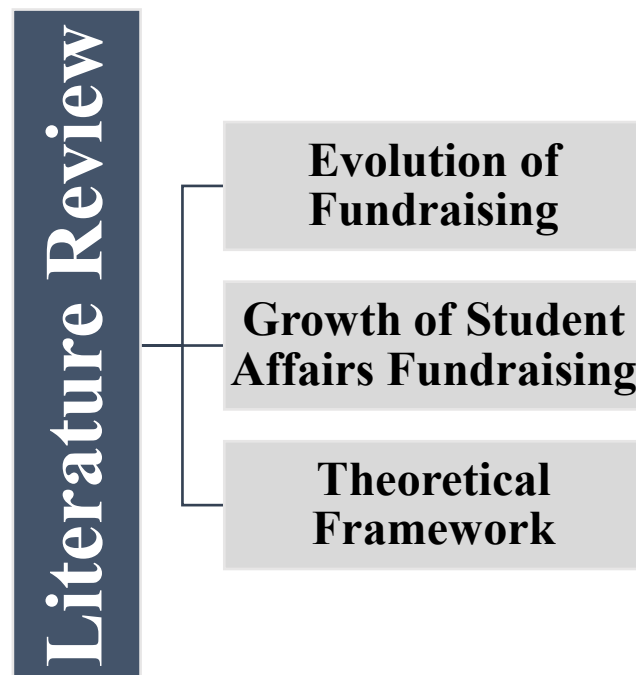 Literature Review
Evolution of
Fundraising
Growth of Student
Affairs Fundraising
Theoretical
Framework